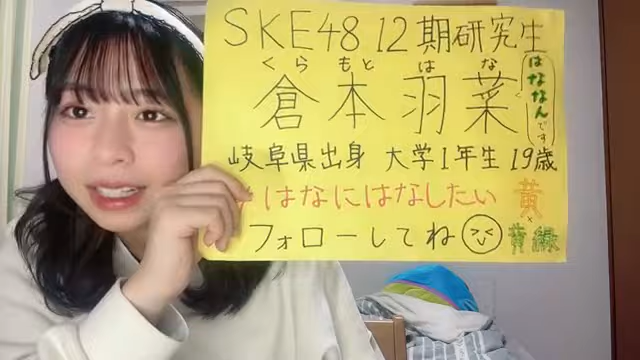 SKE48 12期研究生
くらもと はな
倉本 羽菜
はななんです
岐阜県出身 大学1年生 19歳
#はなにはなしたい
フォローしてね
黄
×
黄緑